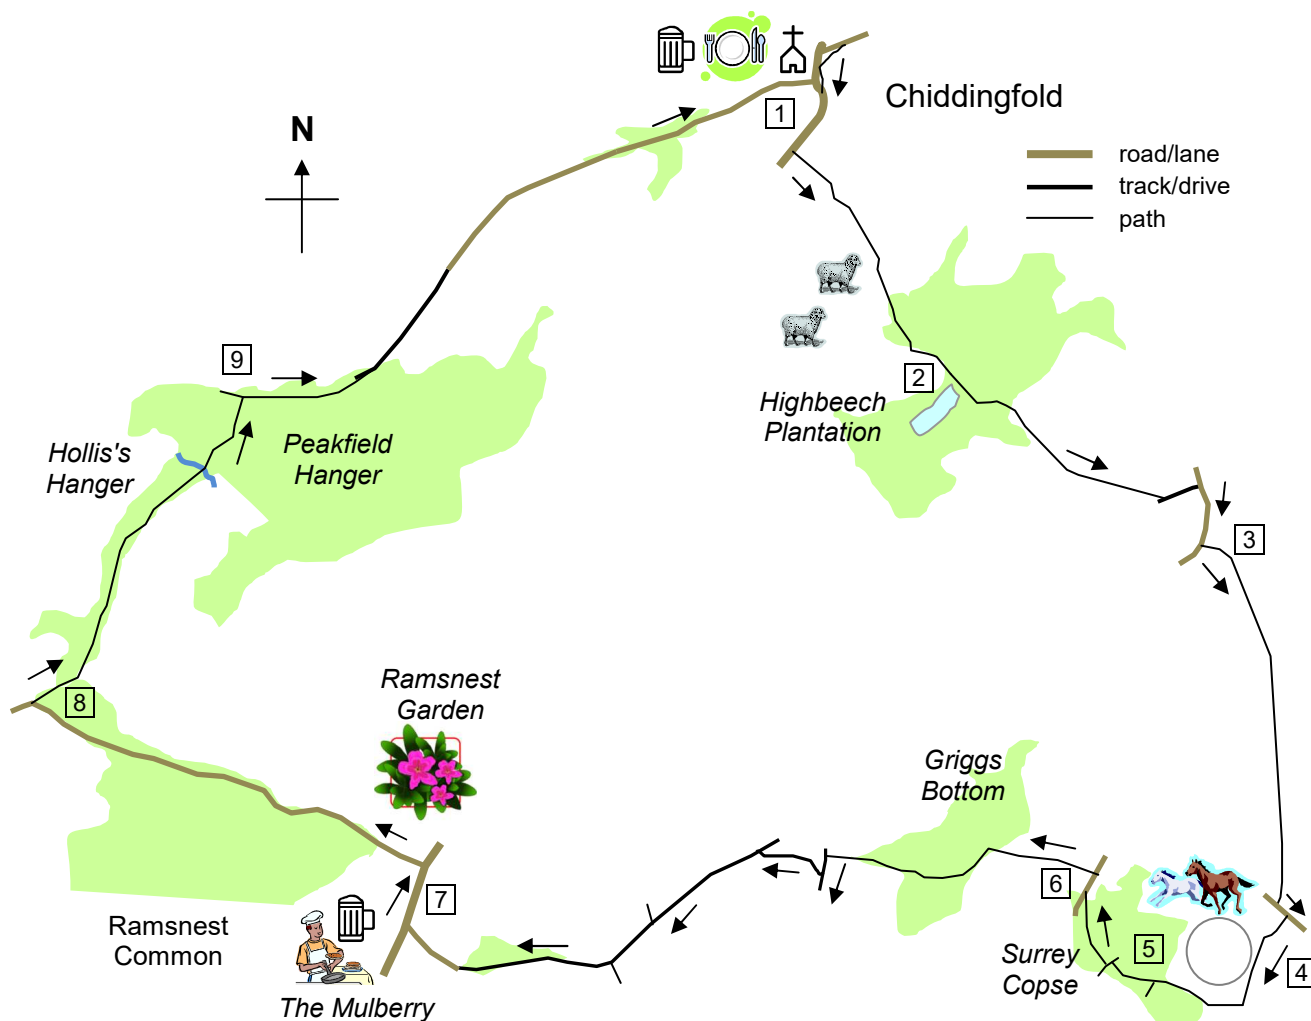 Chiddingfold
1
N
road/lane
track/drive
path
2
Highbeech
Plantation
9
Hollis's
Hanger
Peakfield
Hanger
3
8
Ramsnest
Garden
Griggs
Bottom
6
7
Ramsnest
Common
The Mulberry
5
Surrey
Copse
4